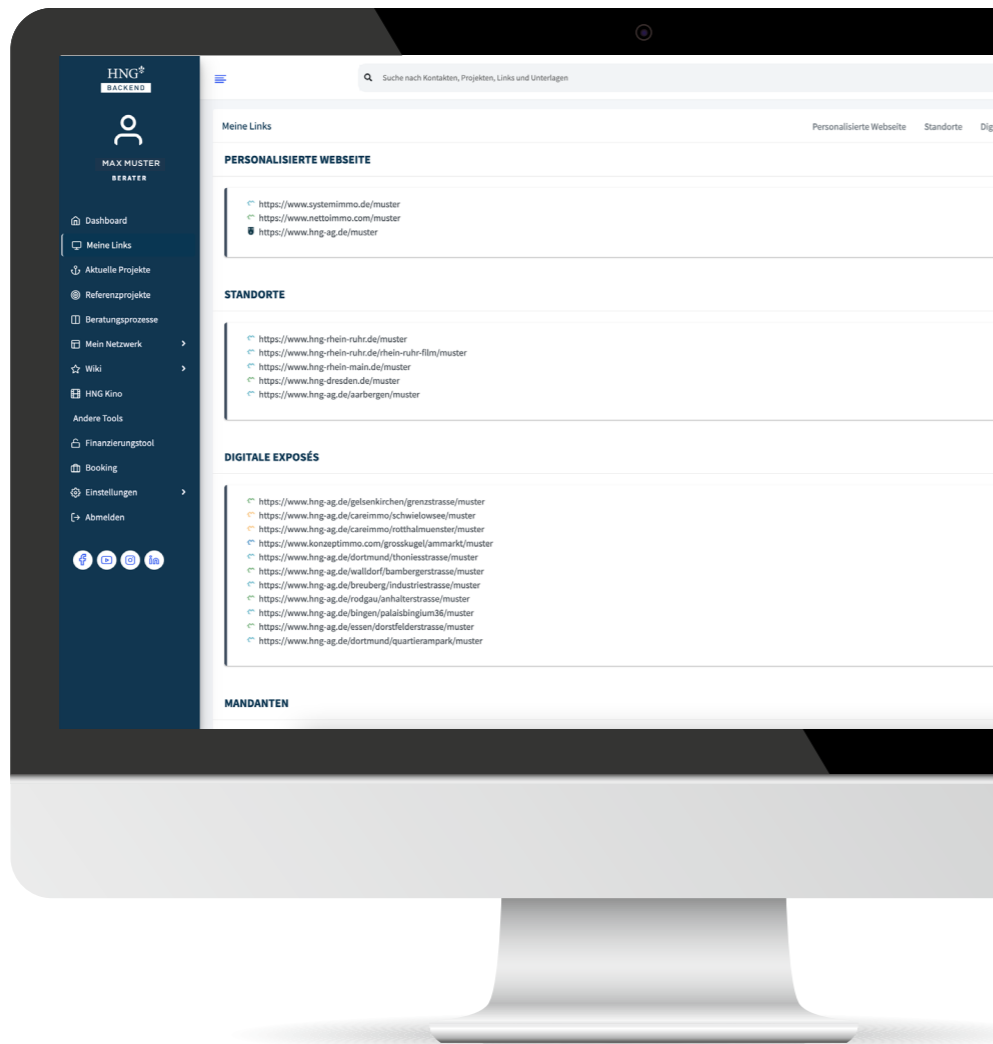 HNG
BACKEND
MAX MUSTER
BERATER
Dashboard
Meine Links
Aktuelle Projekte
Referenzprojekte
Beratungsprozesse
Mein Netzwerk
Wiki
HNG Kino
Andere Tools
Finanzierungstool
Booking
Einstellungen
Abmelden
Suche nach Kontakten, Projekten, Links und Unterlagen
Meine Links
Personalisierte Webseite Standorte Dig
PERSONALISIERTE WEBSEITE
https://www.systemimmo.de/muster
https://www.nettoimmo.com/muster
https://www.hng-ag.de/muster
STANDORTE
https://www.hng-rhein-ruhr.de/muster
https://www.hng-rhein-ruhr.de/rhein-ruhr-film/muster
https://www.hng-rhein-main.de/muster
https://www.hng-dresden.de/muster
https://www.hng-ag.de/aarbergen/muster
DIGITALE EXPOSÉS
https://www.hng-ag.de/gelsenkirchen/grenzstrasse/muster
https://www.hng-ag.de/careimmo/schwielowsee/muster
https://www.hng-ag.de/careimmo/rotthalmuenster/muster
https://www.konzeptimmo.com/grosskugel/ammarkt/muster
https://www.hng-ag.de/dortmund/thoniesstrasse/muster
https://www.hng-ag.de/walldorf/bambergerstrasse/muster
https://www.hng-ag.de/breuberg/industriestrasse/muster
https://www.hng-ag.de/rodgau/anhalterstrasse/muster
https://www.hng-ag.de/bingen/palaisbingium36/muster
https://www.hng-ag.de/essen/dorstfelderstrasse/muster
https://www.hng-ag.de/dortmund/quartierampark/muster
MANDANTEN